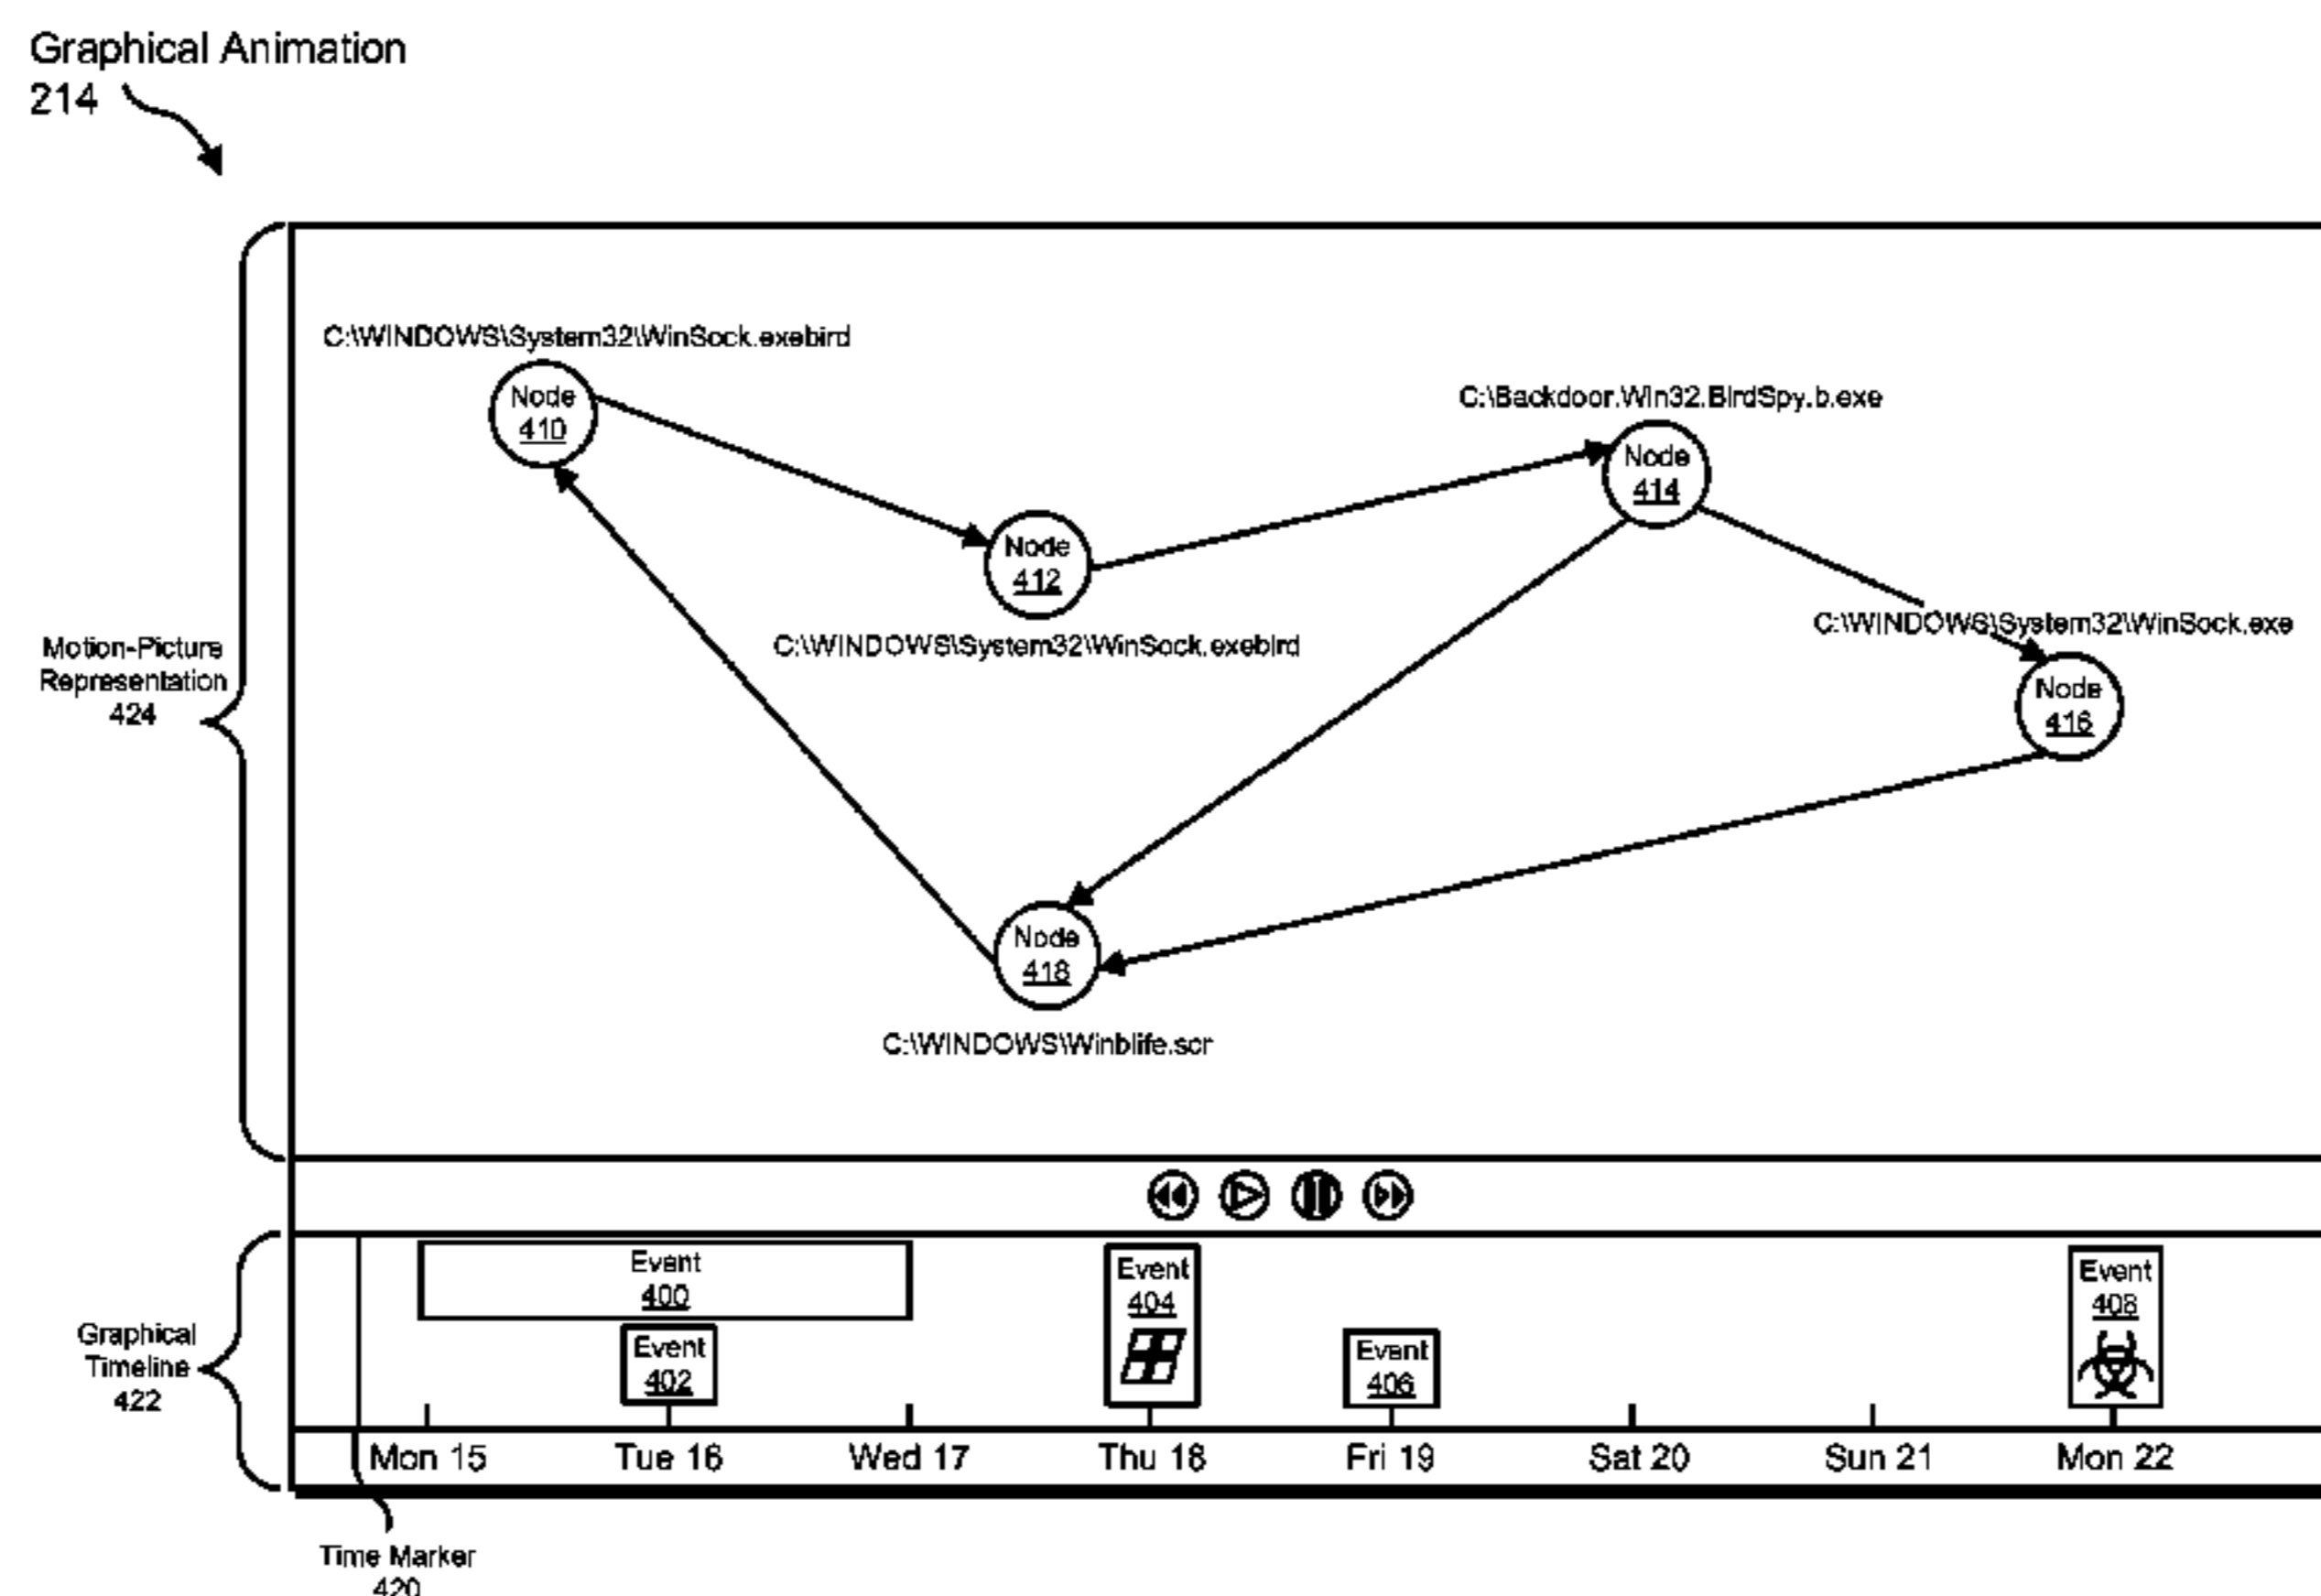 Graphical Animation
214
C:\WINDOWS\System32\WinSock.exebird
Node
410
C:\Backdoor.Win32.BirdSpy.b.exe
Node
414
Node
412
C:\WINDOWS\System32\WinSock.exebird
C:\WINDOWS\System32\WinSock.exe
Node
416
Motion-Picture
Representation
424
Node
418
C:\WINDOWS\Winblife.scr
Event
400
Event
402
Event
404
Event
406
Event
408
Graphical
Timeline
422
Mon 15
Tue 16
Wed 17
Thu 18
Fri 19
Sat 20
Sun 21
Mon 22
Time Marker
420